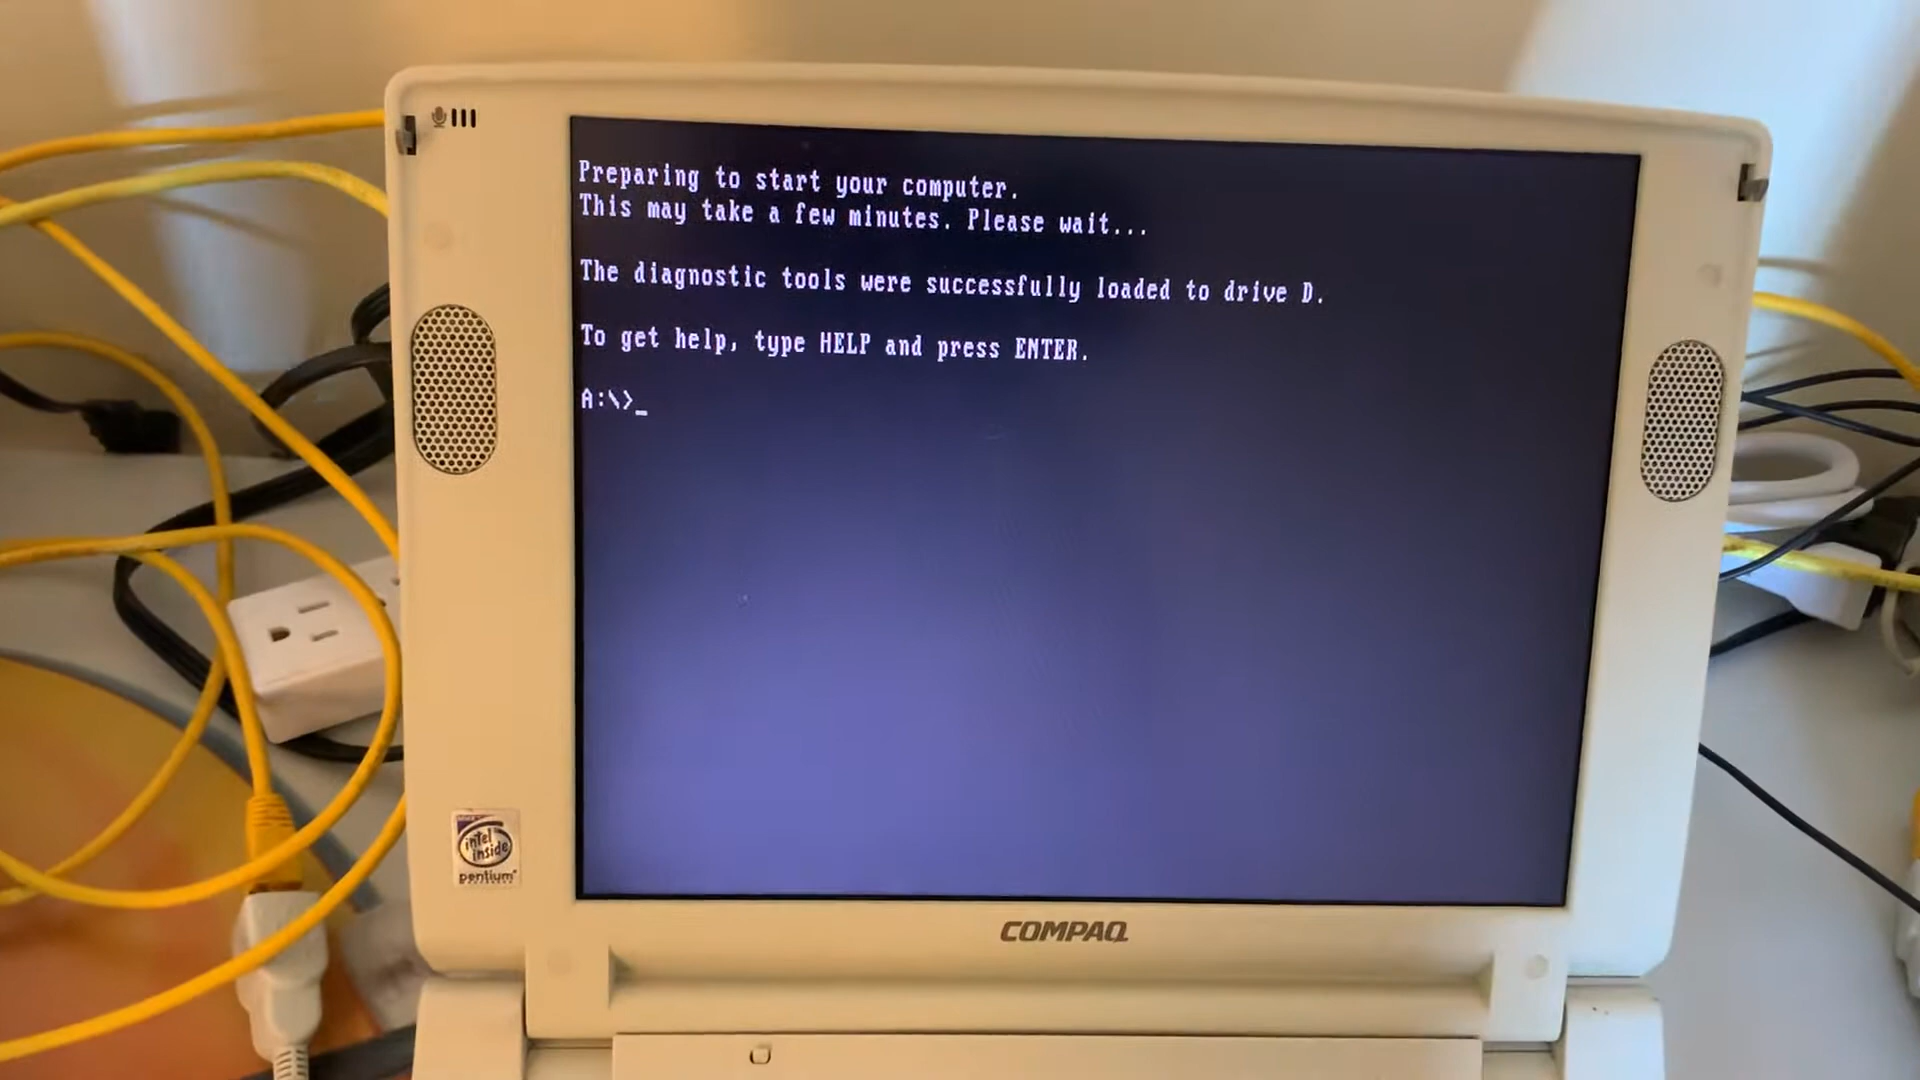 Preparing to start your computer.
This may take a few minutes. Please wait...
The diagnostic tools were successfully loaded to drive D.
To get help, type HELP and press ENTER.
A:\>_
intel
inside
pentium®
COMPAQ